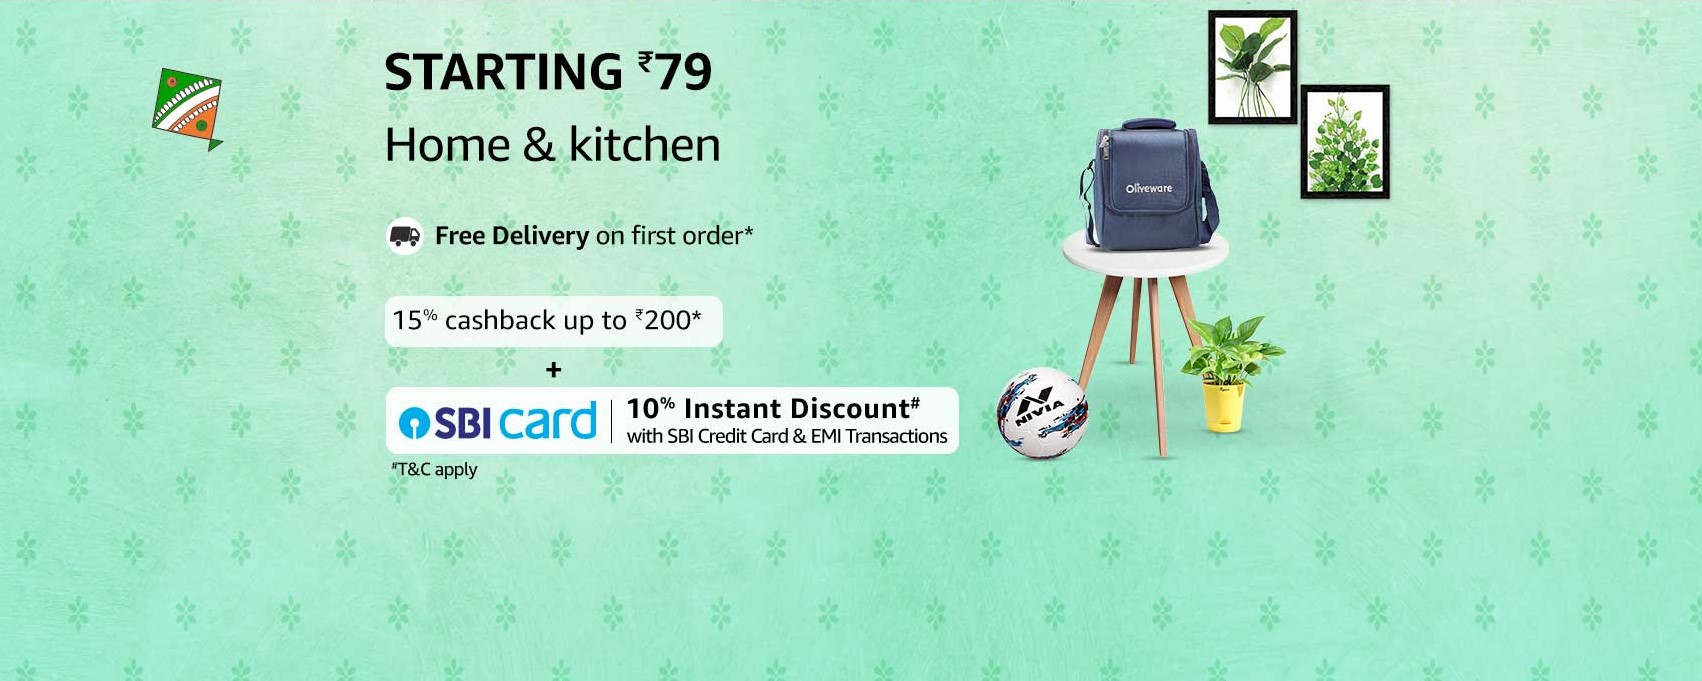 STARTING ₹79
Home & kitchen
Free Delivery on first order*
15% cashback up to ₹200*
+
SBI card
10% Instant Discount#
with SBI Credit Card & EMI Transactions
#T&C apply
Oliveware
NIVIA